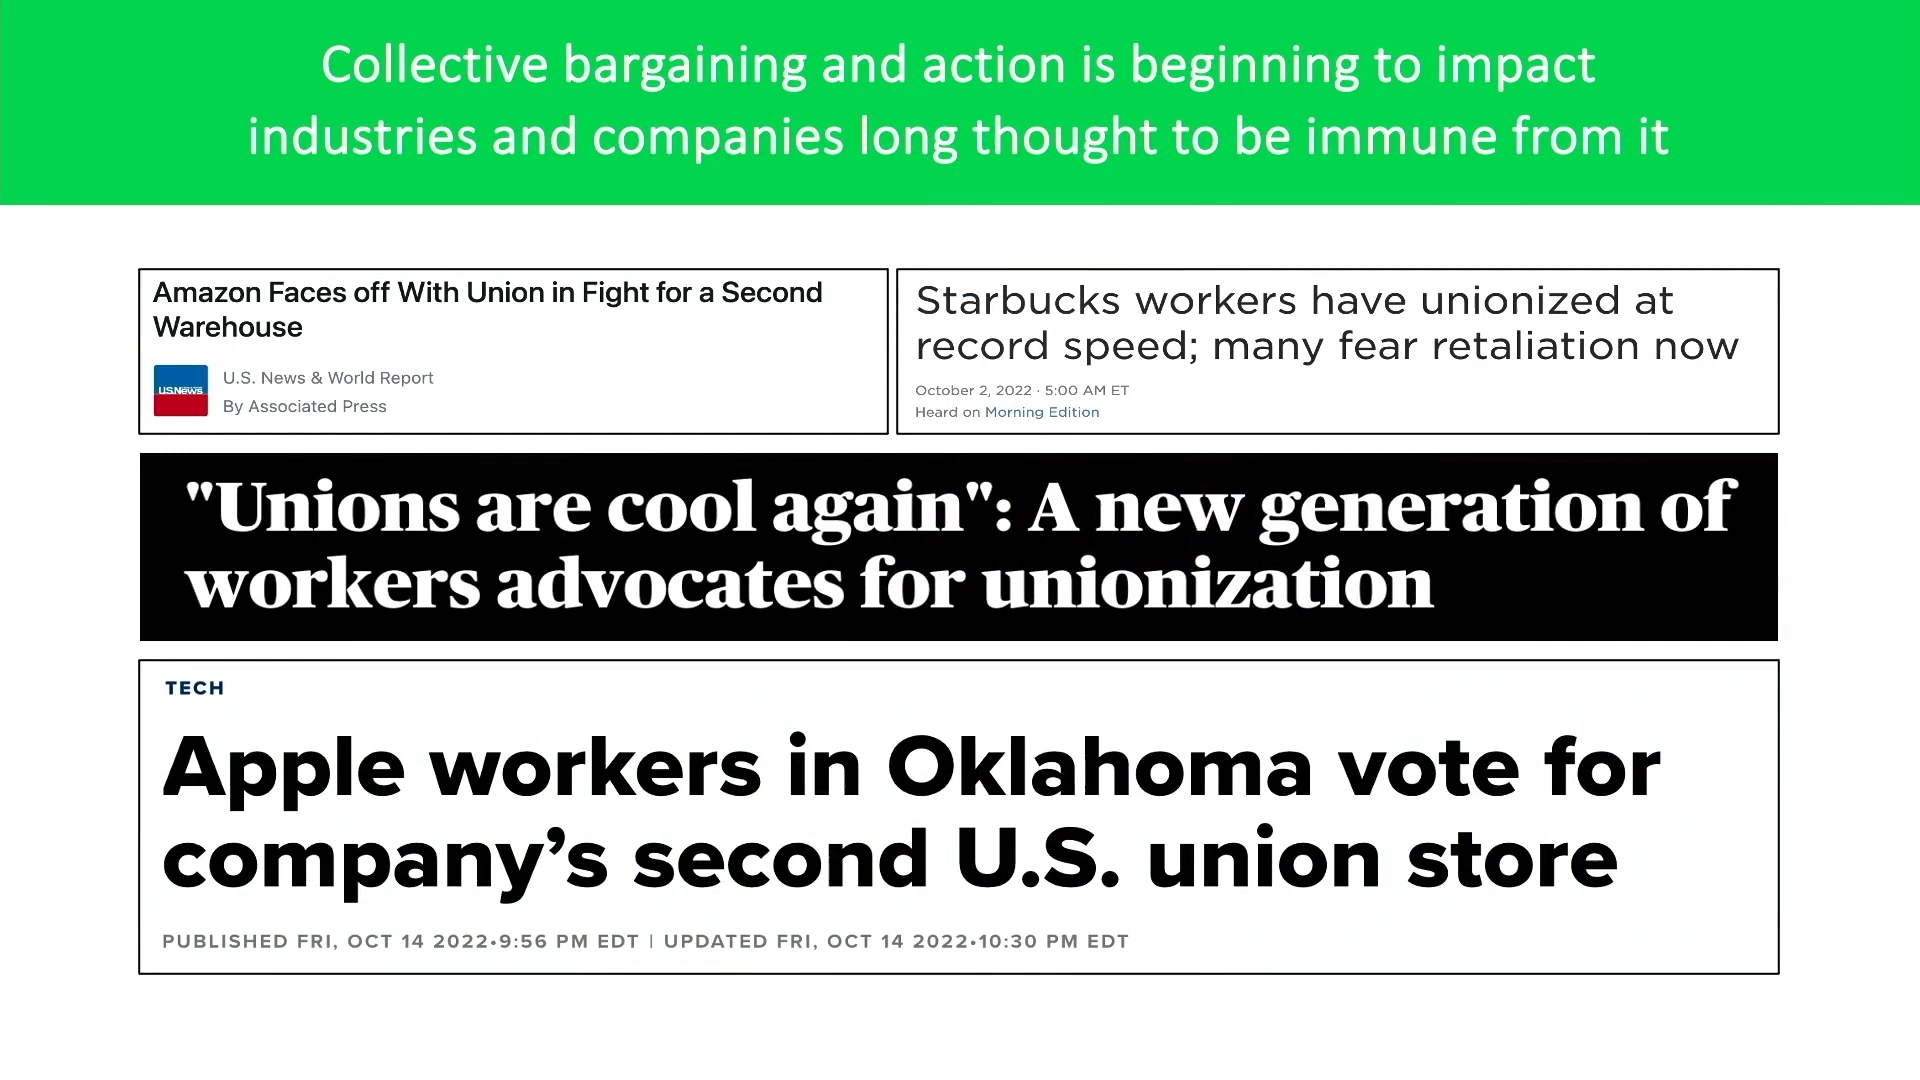 Collective bargaining and action is beginning to impact
industries and companies long thought to be immune from it
Amazon Faces off With Union in Fight for a Second
Warehouse
U.S.News
U.S. News & World Report
By Associated Press
Starbucks workers have unionized at
record speed; many fear retaliation now
October 2, 2022 · 5:00 AM ET
Heard on Morning Edition
"Unions are cool again": A new generation of
workers advocates for unionization
TECH
Apple workers in Oklahoma vote for
company’s second U.S. union store
PUBLISHED FRI, OCT 14 2022•9:56 PM EDT | UPDATED FRI, OCT 14 2022•10:30 PM EDT